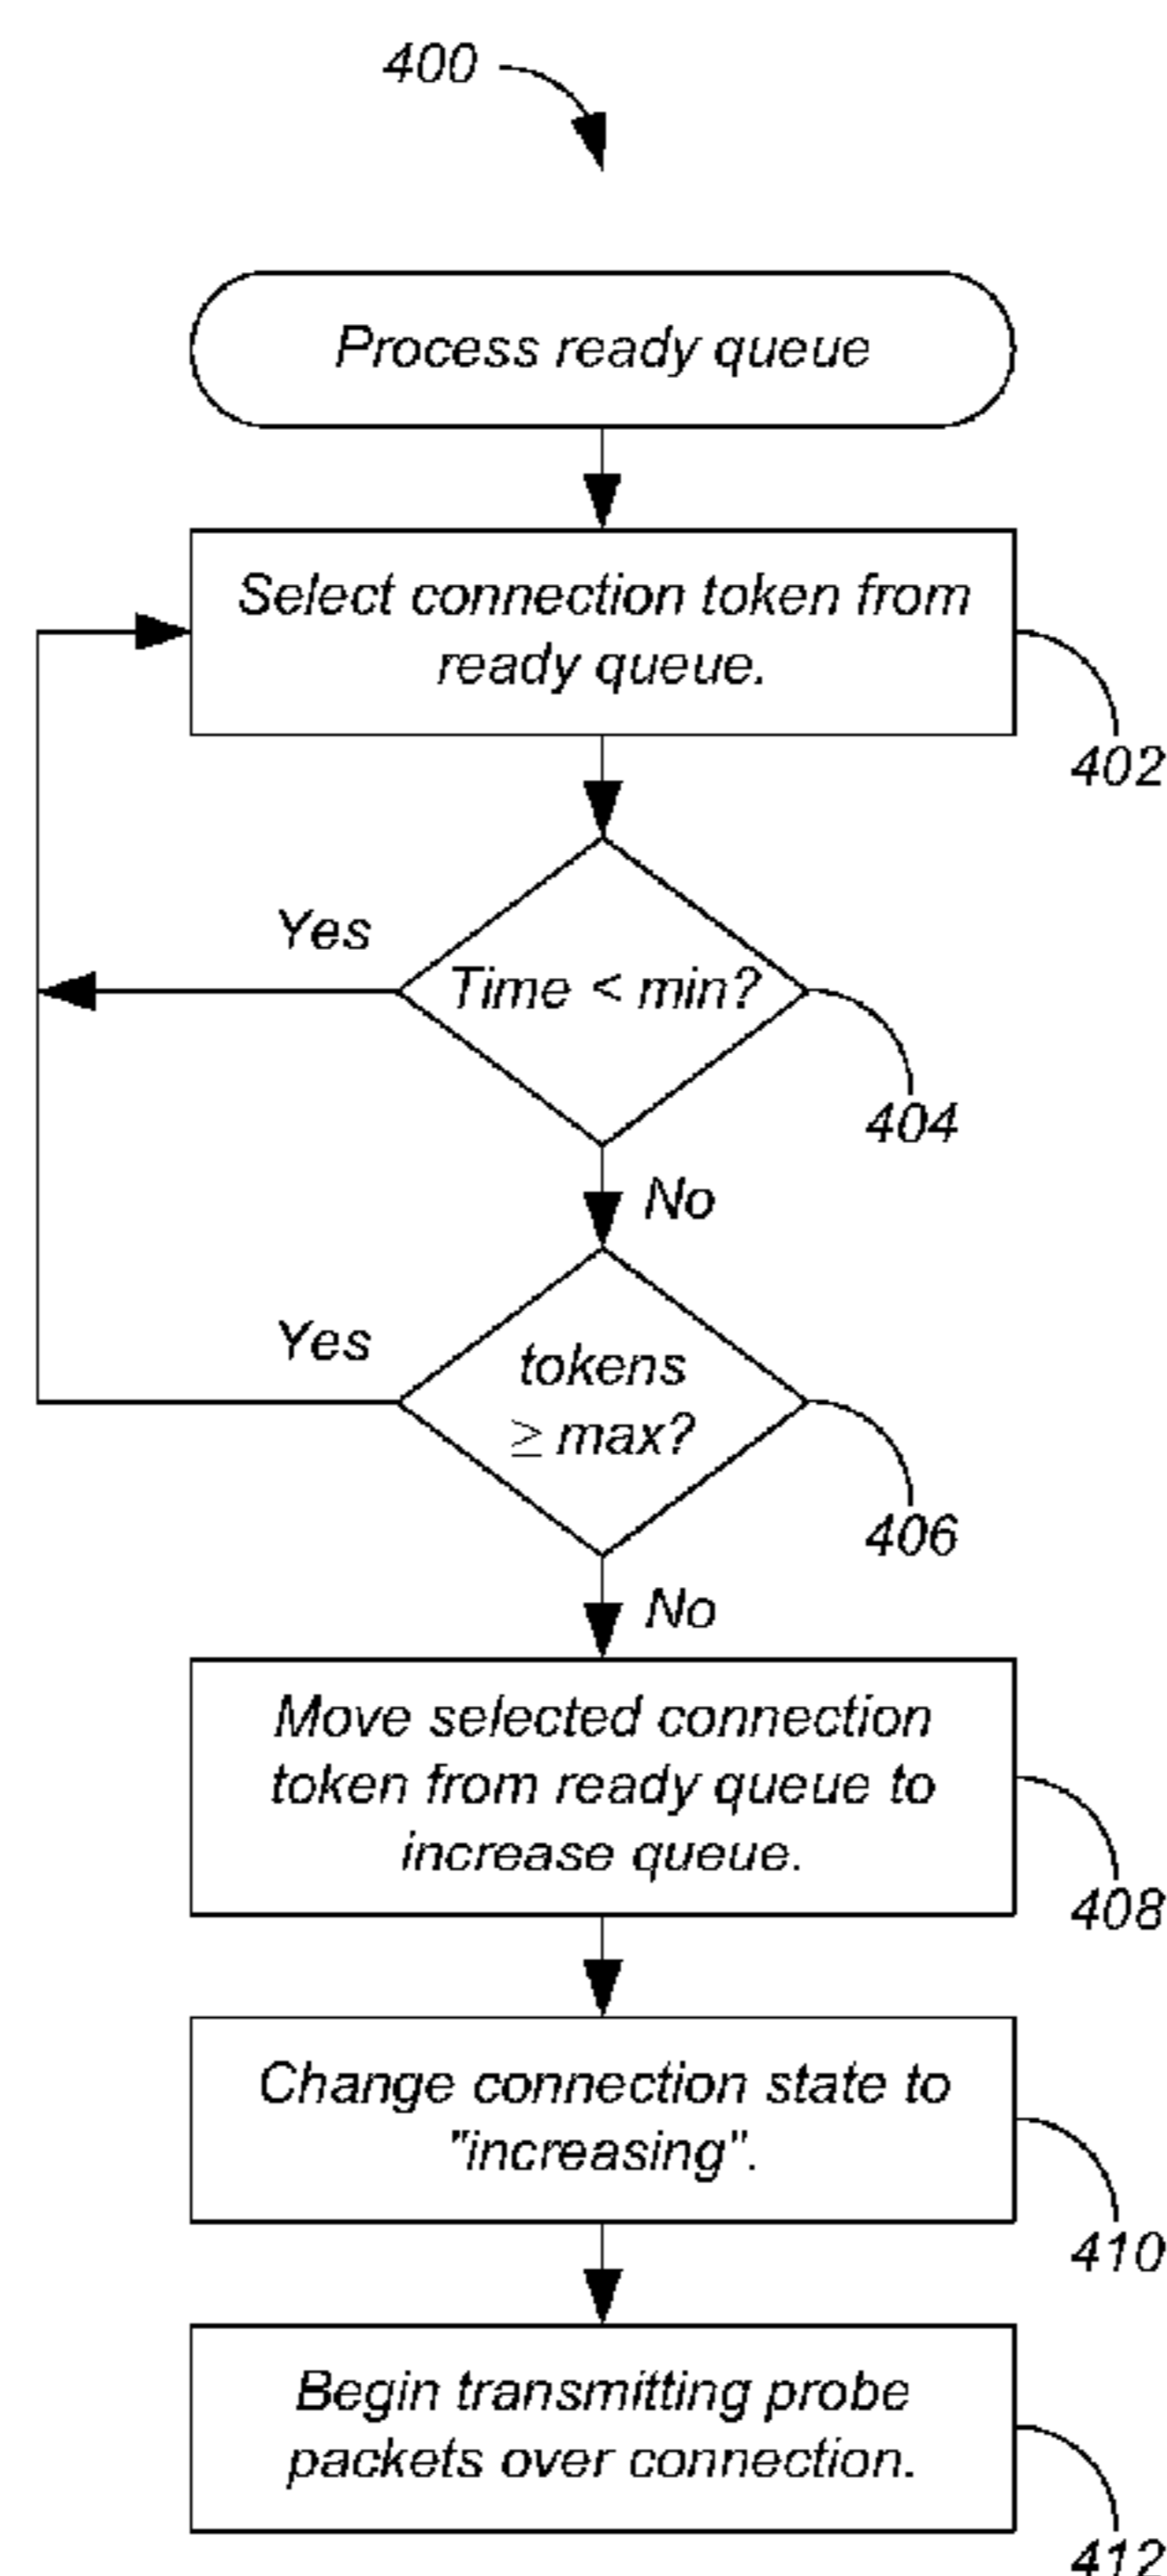 400
Process ready queue
Select connection token from
ready queue.
402
Yes
Time < min?
404
No
Yes
tokens
≥ max?
406
No
Move selected connection
token from ready queue to
increase queue.
408
Change connection state to
"increasing".
410
Begin transmitting probe
packets over connection.
412